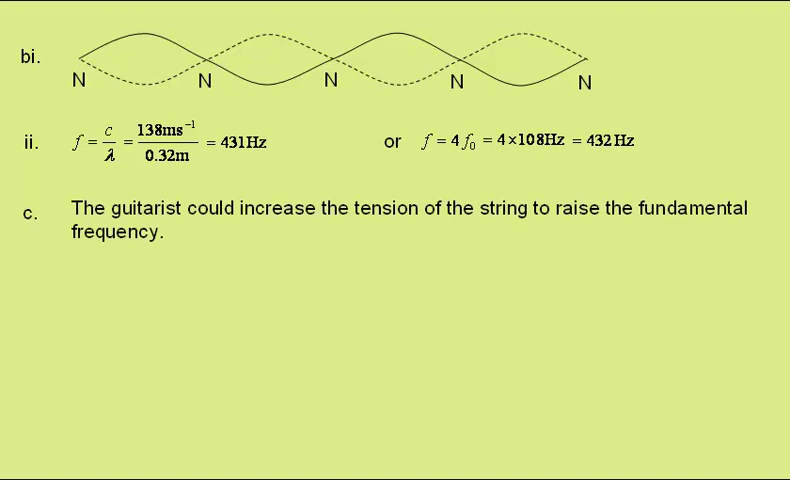 bi.
N N N N N
ii. f = c/λ = 138ms⁻¹/0.32m = 431Hz or f = 4f₀ = 4×108Hz = 432Hz
c. The guitarist could increase the tension of the string to raise the fundamental
frequency.